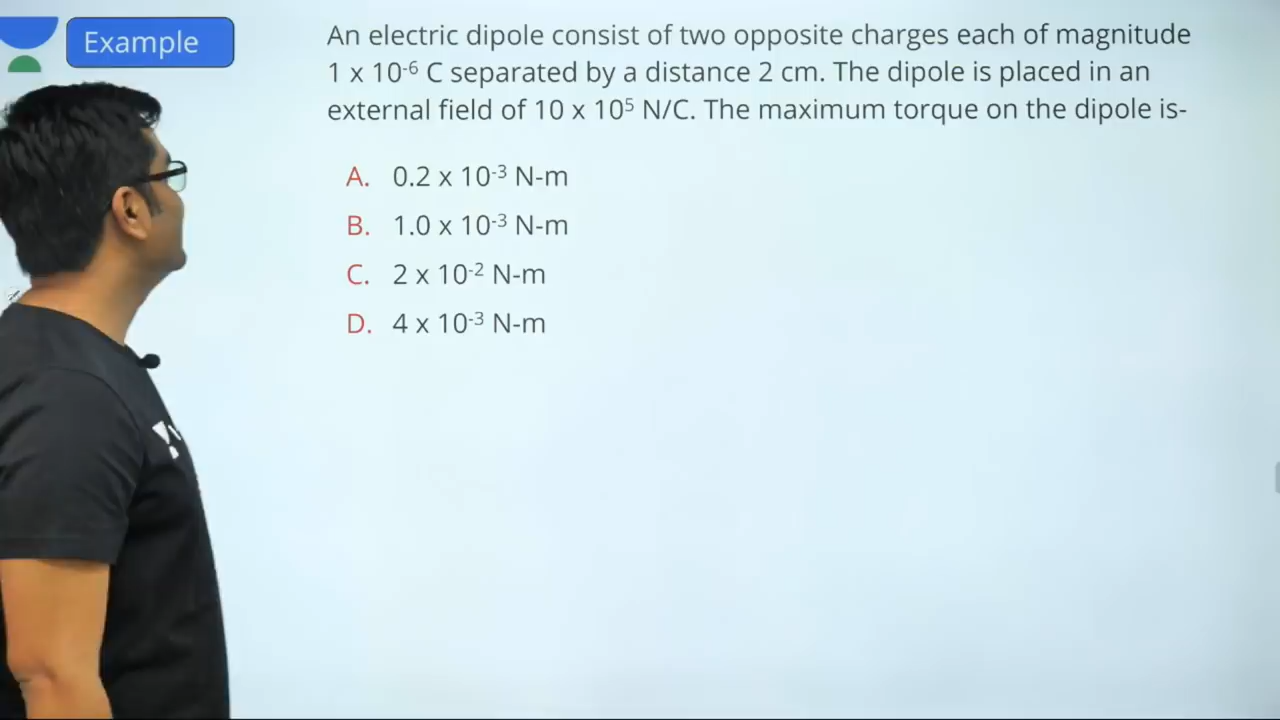 Example
An electric dipole consist of two opposite charges each of magnitude
1 x 10⁻⁶ C separated by a distance 2 cm. The dipole is placed in an
external field of 10 x 10⁵ N/C. The maximum torque on the dipole is-
A. 0.2 x 10⁻³ N-m
B. 1.0 x 10⁻³ N-m
C. 2 x 10⁻² N-m
D. 4 x 10⁻³ N-m